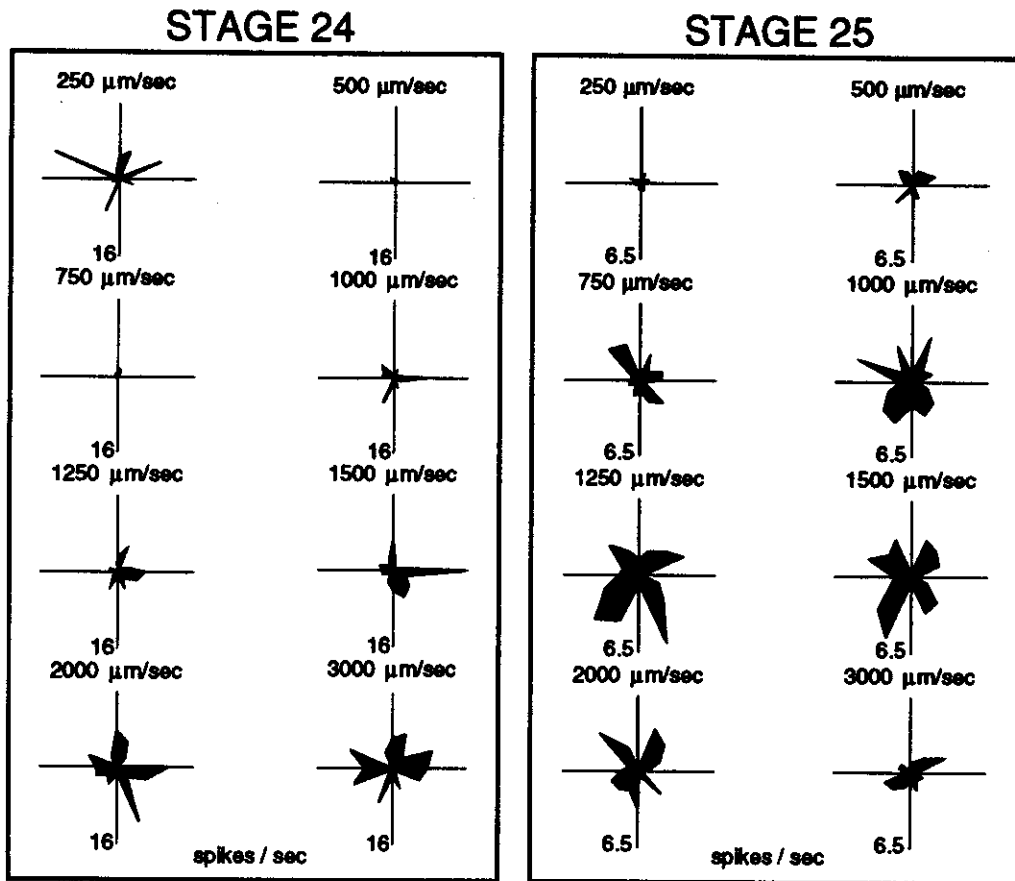 STAGE 24
250 µm/sec 500 µm/sec
16 16
750 µm/sec 1000 µm/sec
16 16
1250 µm/sec 1500 µm/sec
16 16
2000 µm/sec 3000 µm/sec
16 16
spikes / sec
STAGE 25
250 µm/sec 500 µm/sec
6.5 6.5
750 µm/sec 1000 µm/sec
6.5 6.5
1250 µm/sec 1500 µm/sec
6.5 6.5
2000 µm/sec 3000 µm/sec
6.5 6.5
spikes / sec